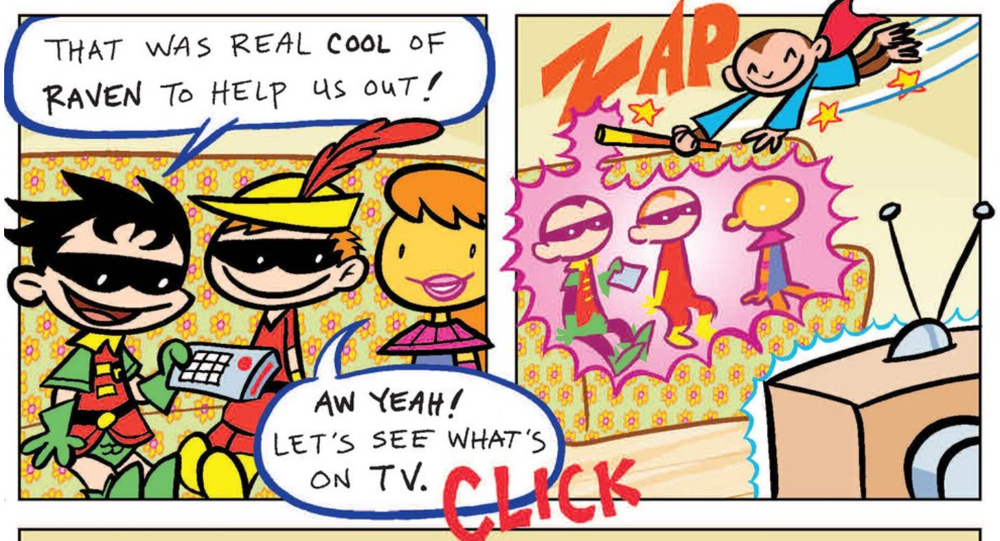 THAT WAS REAL COOL OF
RAVEN TO HELP US OUT!
AW YEAH!
LET'S SEE WHAT'S
ON TV.
CLICK
ZAP